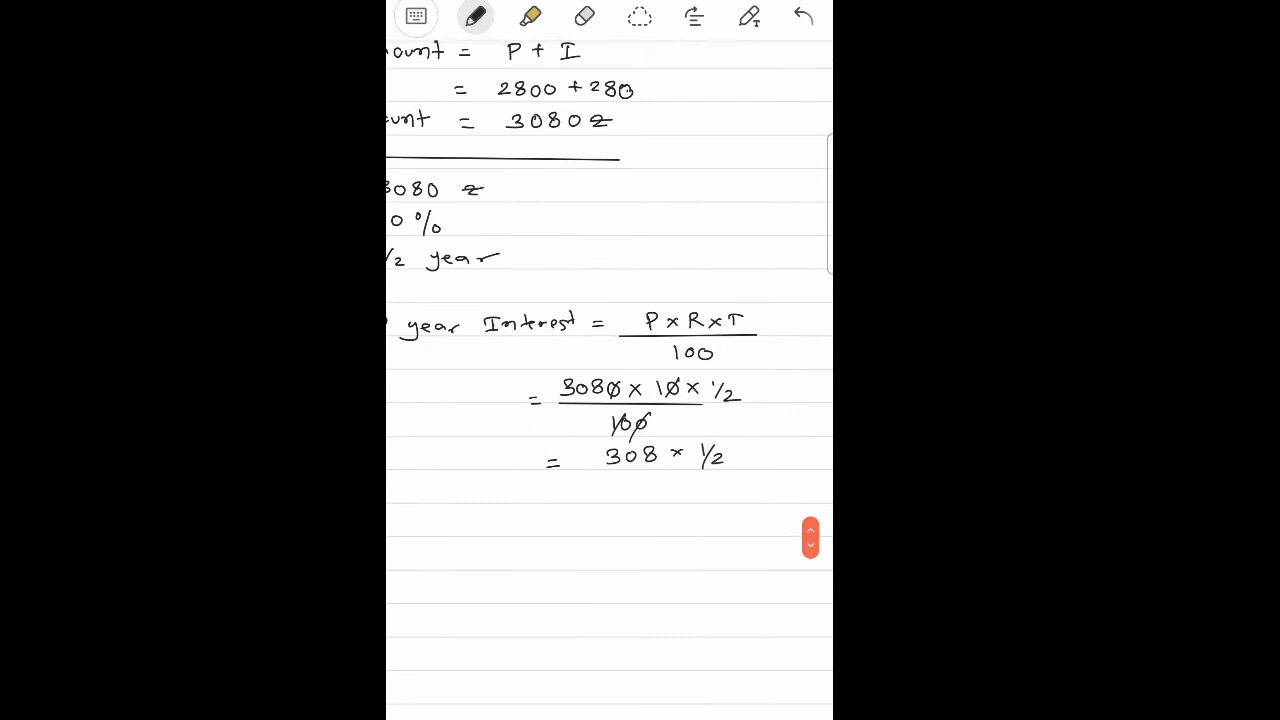 ount = P + I
= 2800 + 280
unt = 3080 z
3080 z
0 %
1/2 year
year Interest = P x R x T
100
= 3080 x 10 x 1/2
100
= 308 x 1/2